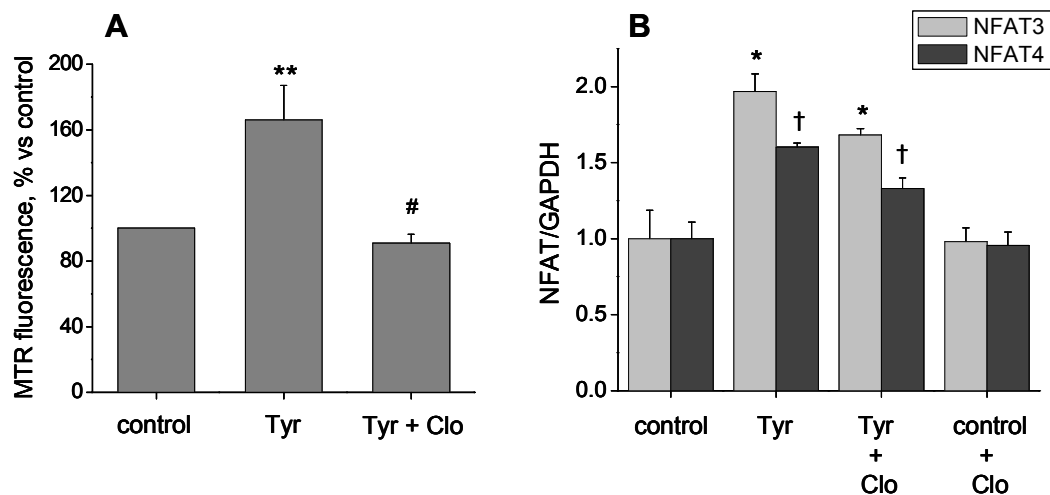 A
MTR fluorescence, % vs control
200
160
120
80
40
0
**
#
control
Tyr
Tyr + Clo
B
NFAT3
NFAT4
NFAT/GAPDH
2.0
1.5
1.0
0.5
0.0
*
†
*
†
control
Tyr
Tyr
+
Clo
control
+
Clo